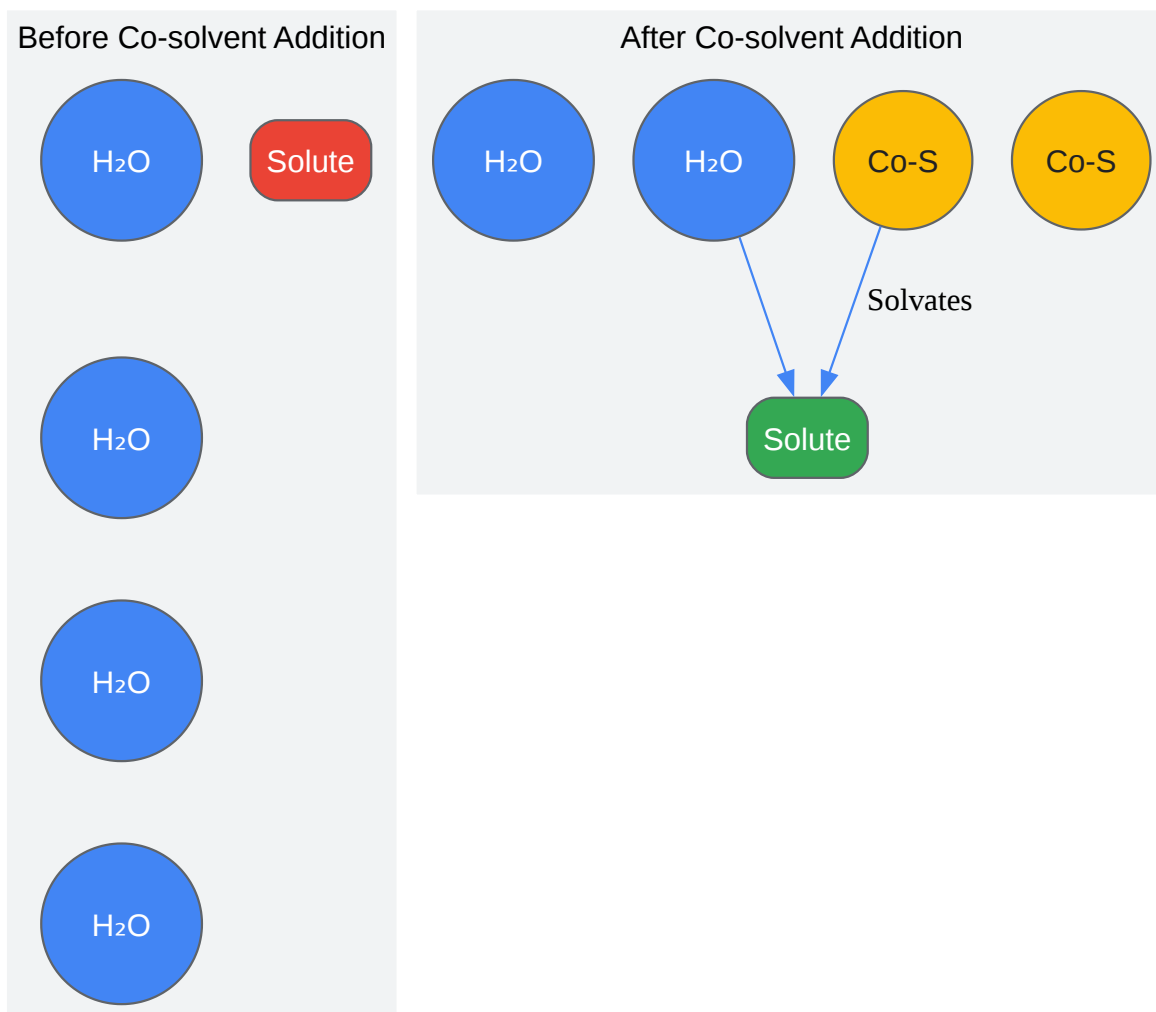 Before Co-solvent Addition
H₂O
Solute
H₂O
H₂O
H₂O
After Co-solvent Addition
H₂O
H₂O
Co-S
Co-S
Solvates
Solute